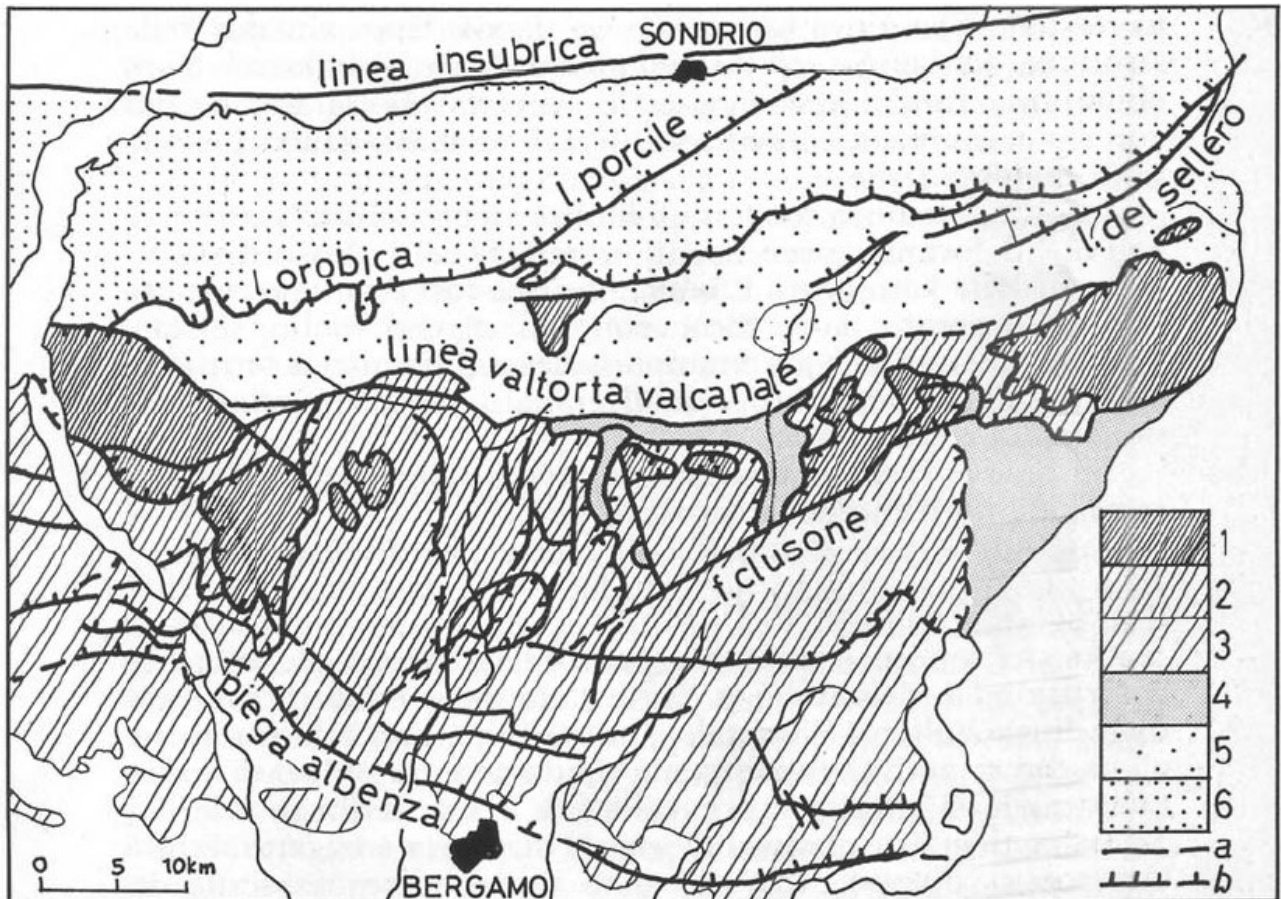 linea insubrica
SONDRIO
l porcile
l. del sellero
l orobica
linea valtorta valcanale
f. clusone
piega albenza
BERGAMO
0 5 10km
1
2
3
4
5
6
a
b